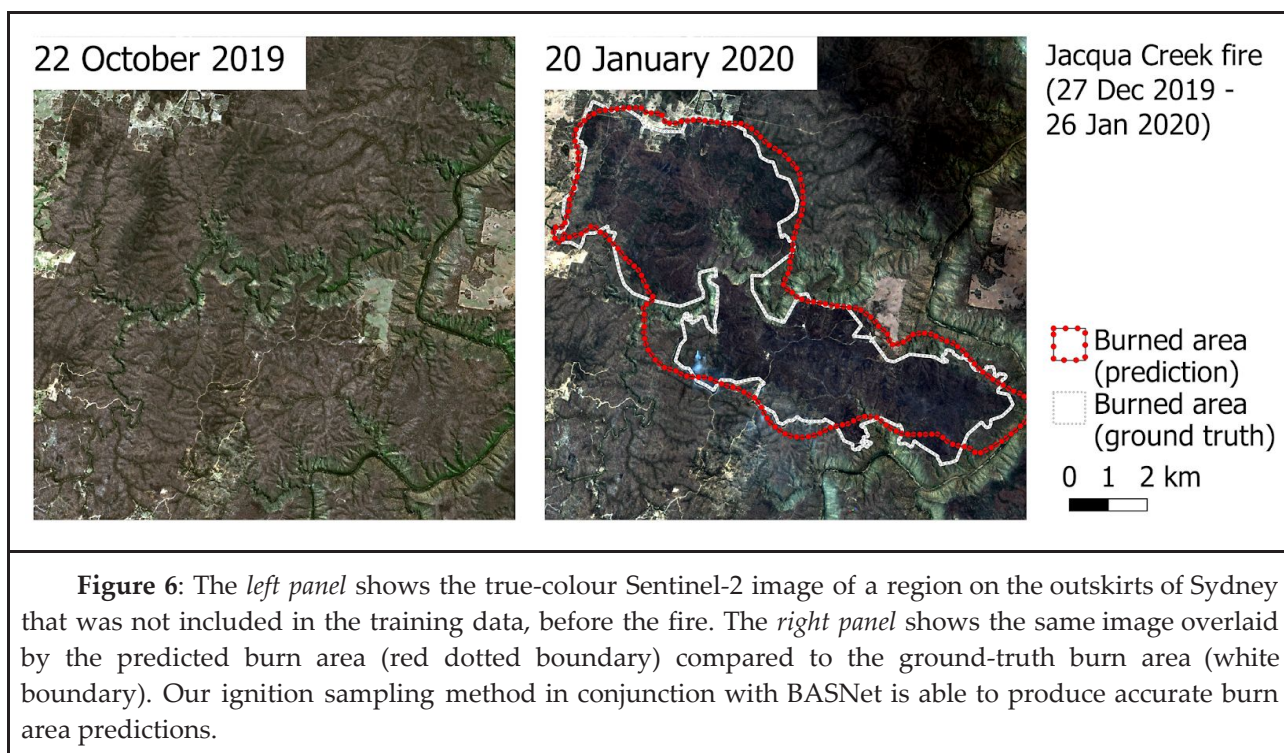 22 October 2019
20 January 2020
Jacqua Creek fire
(27 Dec 2019 -
26 Jan 2020)
Burned area
(prediction)
Burned area
(ground truth)
0 1 2 km
Figure 6: The left panel shows the true-colour Sentinel-2 image of a region on the outskirts of Sydney
that was not included in the training data, before the fire. The right panel shows the same image overlaid
by the predicted burn area (red dotted boundary) compared to the ground-truth burn area (white
boundary). Our ignition sampling method in conjunction with BASNet is able to produce accurate burn
area predictions.